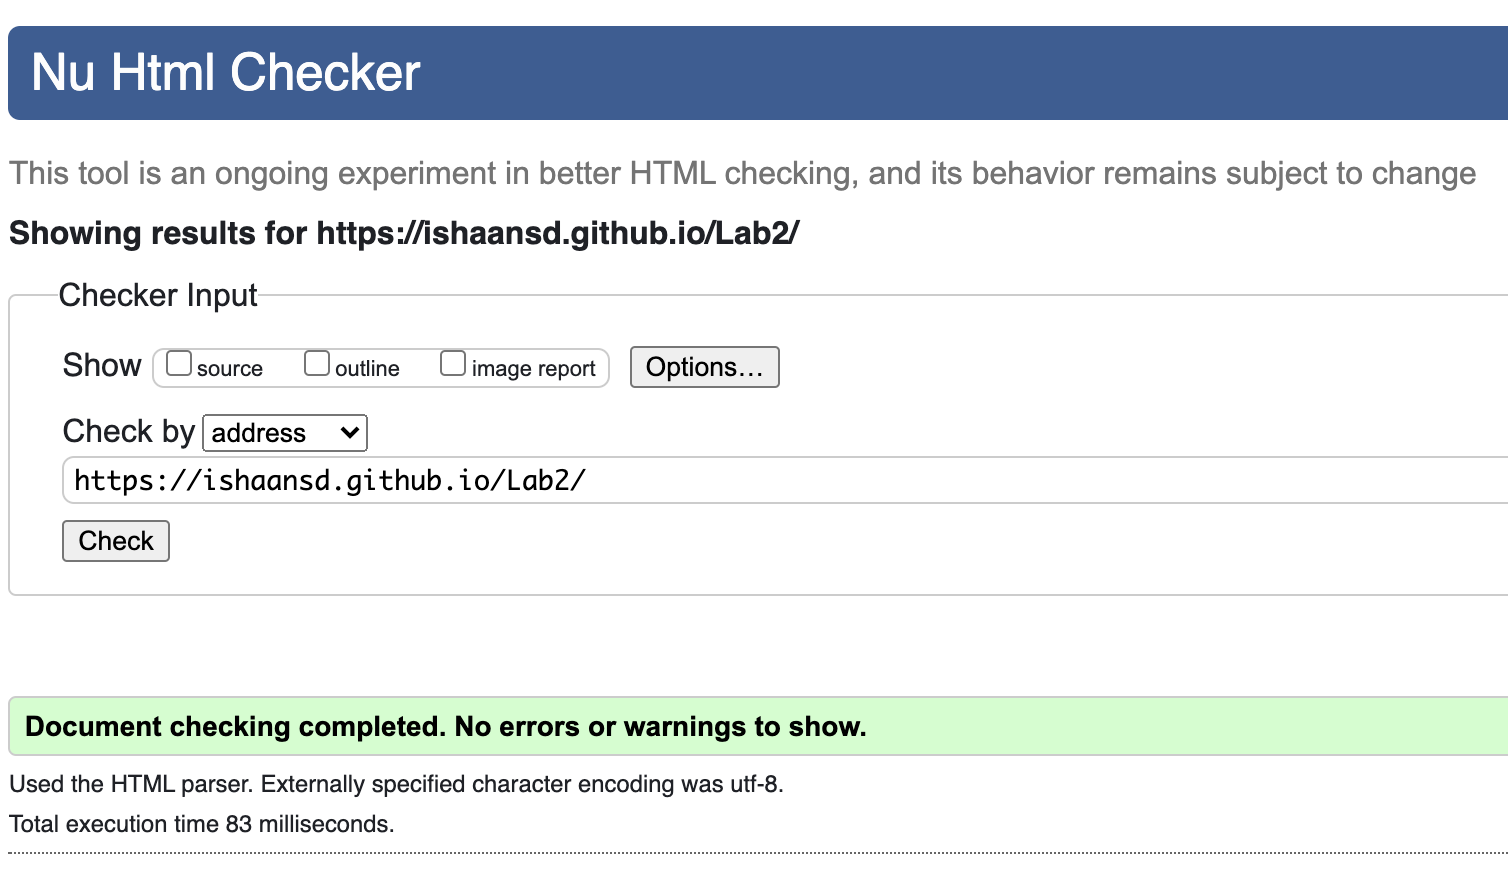 Nu Html Checker
This tool is an ongoing experiment in better HTML checking, and its behavior remains subject to change
Showing results for https://ishaansd.github.io/Lab2/
Checker Input
Show source outline image report Options…
Check by address
https://ishaansd.github.io/Lab2/
Check
Document checking completed. No errors or warnings to show.
Used the HTML parser. Externally specified character encoding was utf-8.
Total execution time 83 milliseconds.